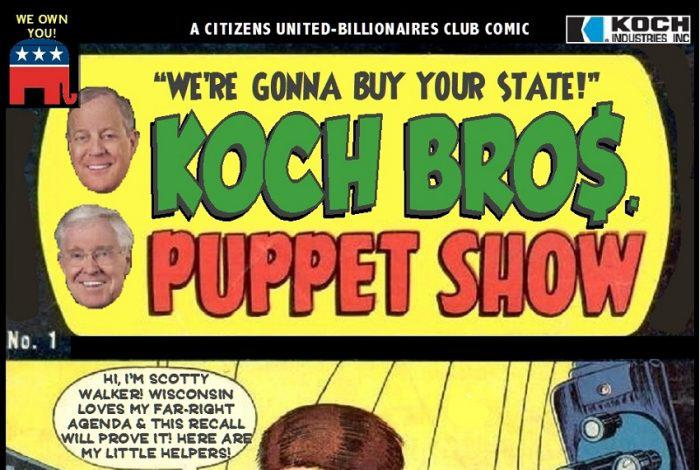 WE OWN
YOU!
A CITIZENS UNITED-BILLIONAIRES CLUB COMIC
KOCH
INDUSTRIES INC
"WE'RE GONNA BUY YOUR STATE!"
KOCH BRO$.
PUPPET SHOW
No. 1
HI, I'M SCOTTY
WALKER! WISCONSIN
LOVES MY FAR-RIGHT
AGENDA & THIS RECALL
WILL PROVE IT! HERE ARE
MY LITTLE HELPERS!